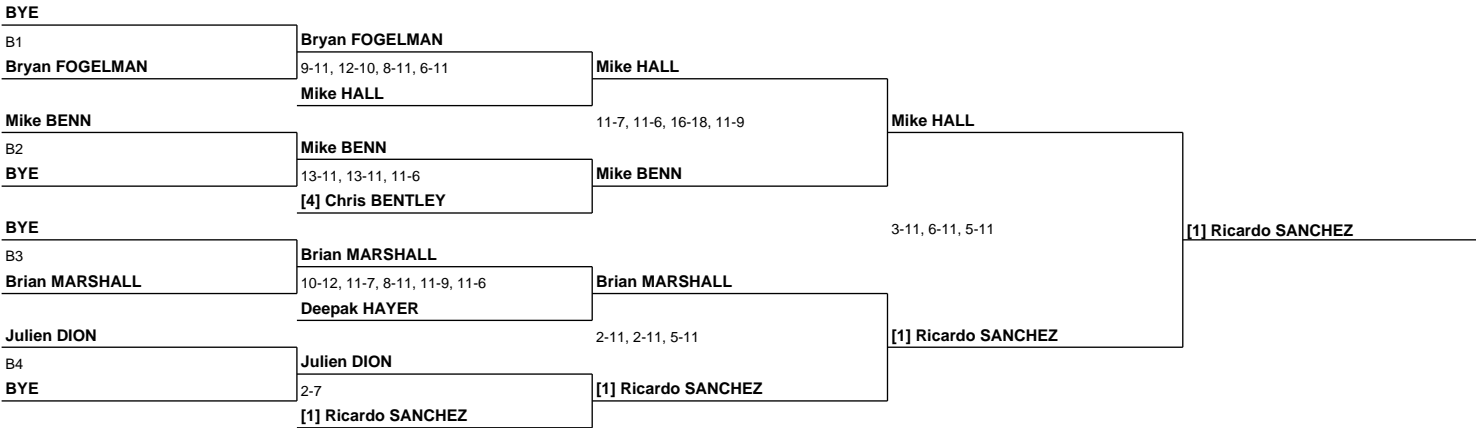 BYE
B1
Bryan FOGELMAN
Bryan FOGELMAN
9-11, 12-10, 8-11, 6-11
Mike HALL
Mike HALL
Mike BENN
B2
BYE
Mike BENN
13-11, 13-11, 11-6
[4] Chris BENTLEY
Mike BENN
11-7, 11-6, 16-18, 11-9
Mike HALL
BYE
B3
Brian MARSHALL
Brian MARSHALL
10-12, 11-7, 8-11, 11-9, 11-6
Deepak HAYER
Brian MARSHALL
Julien DION
B4
BYE
Julien DION
2-7
[1] Ricardo SANCHEZ
[1] Ricardo SANCHEZ
2-11, 2-11, 5-11
[1] Ricardo SANCHEZ
3-11, 6-11, 5-11
[1] Ricardo SANCHEZ